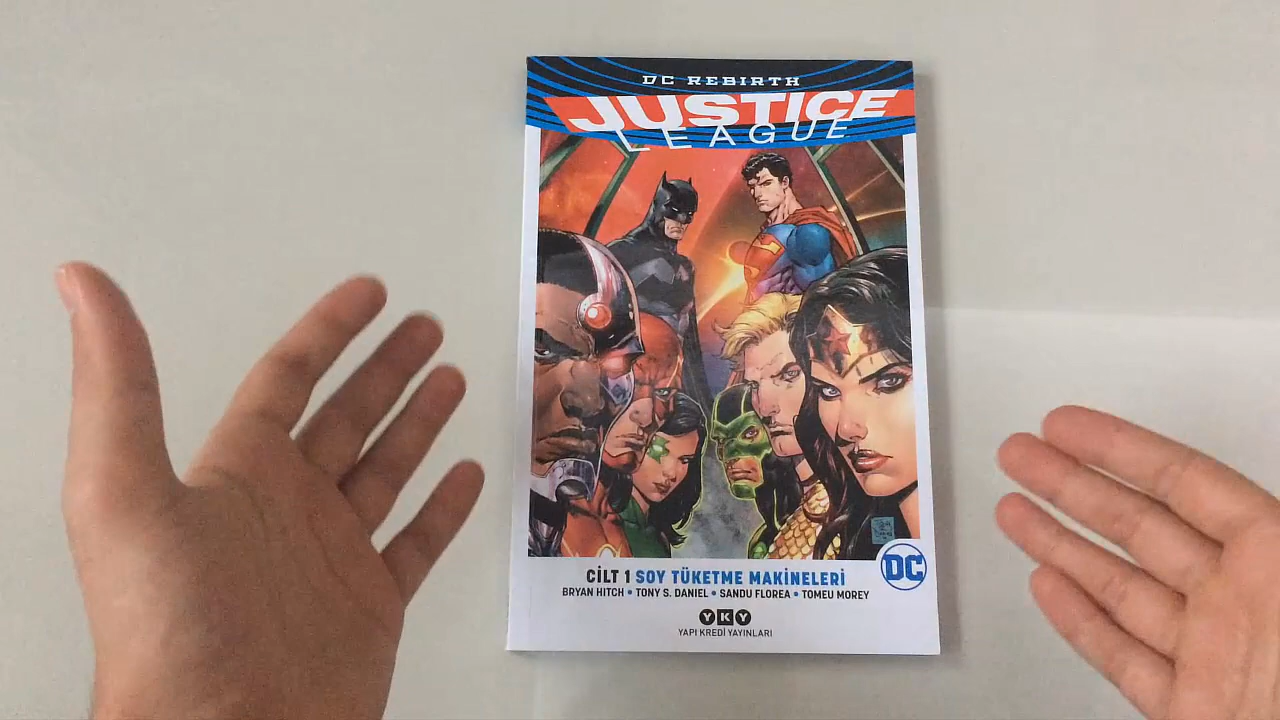 DC REBIRTH
JUSTICE
LEAGUE
CİLT 1 SOY TÜKETME MAKİNELERİ
BRYAN HITCH • TONY S. DANIEL • SANDU FLOREA • TOMEU MOREY
DC
YKY
YAPI KREDİ YAYINLARI